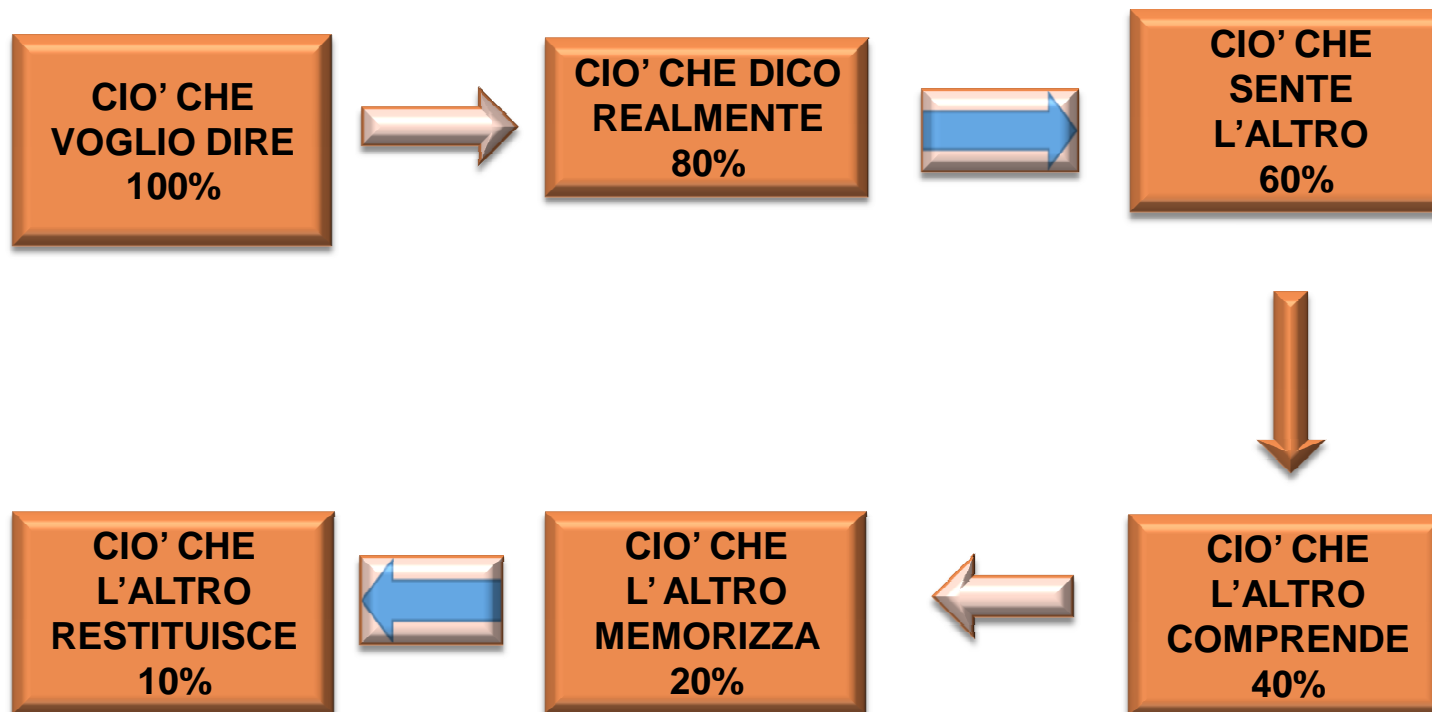 CIO’ CHE
VOGLIO DIRE
100%
CIO’ CHE DICO
REALMENTE
80%
CIO’ CHE
SENTE
L’ALTRO
60%
CIO’ CHE
L’ALTRO
COMPRENDE
40%
CIO’ CHE
L’ ALTRO
MEMORIZZA
20%
CIO’ CHE
L’ALTRO
RESTITUISCE
10%